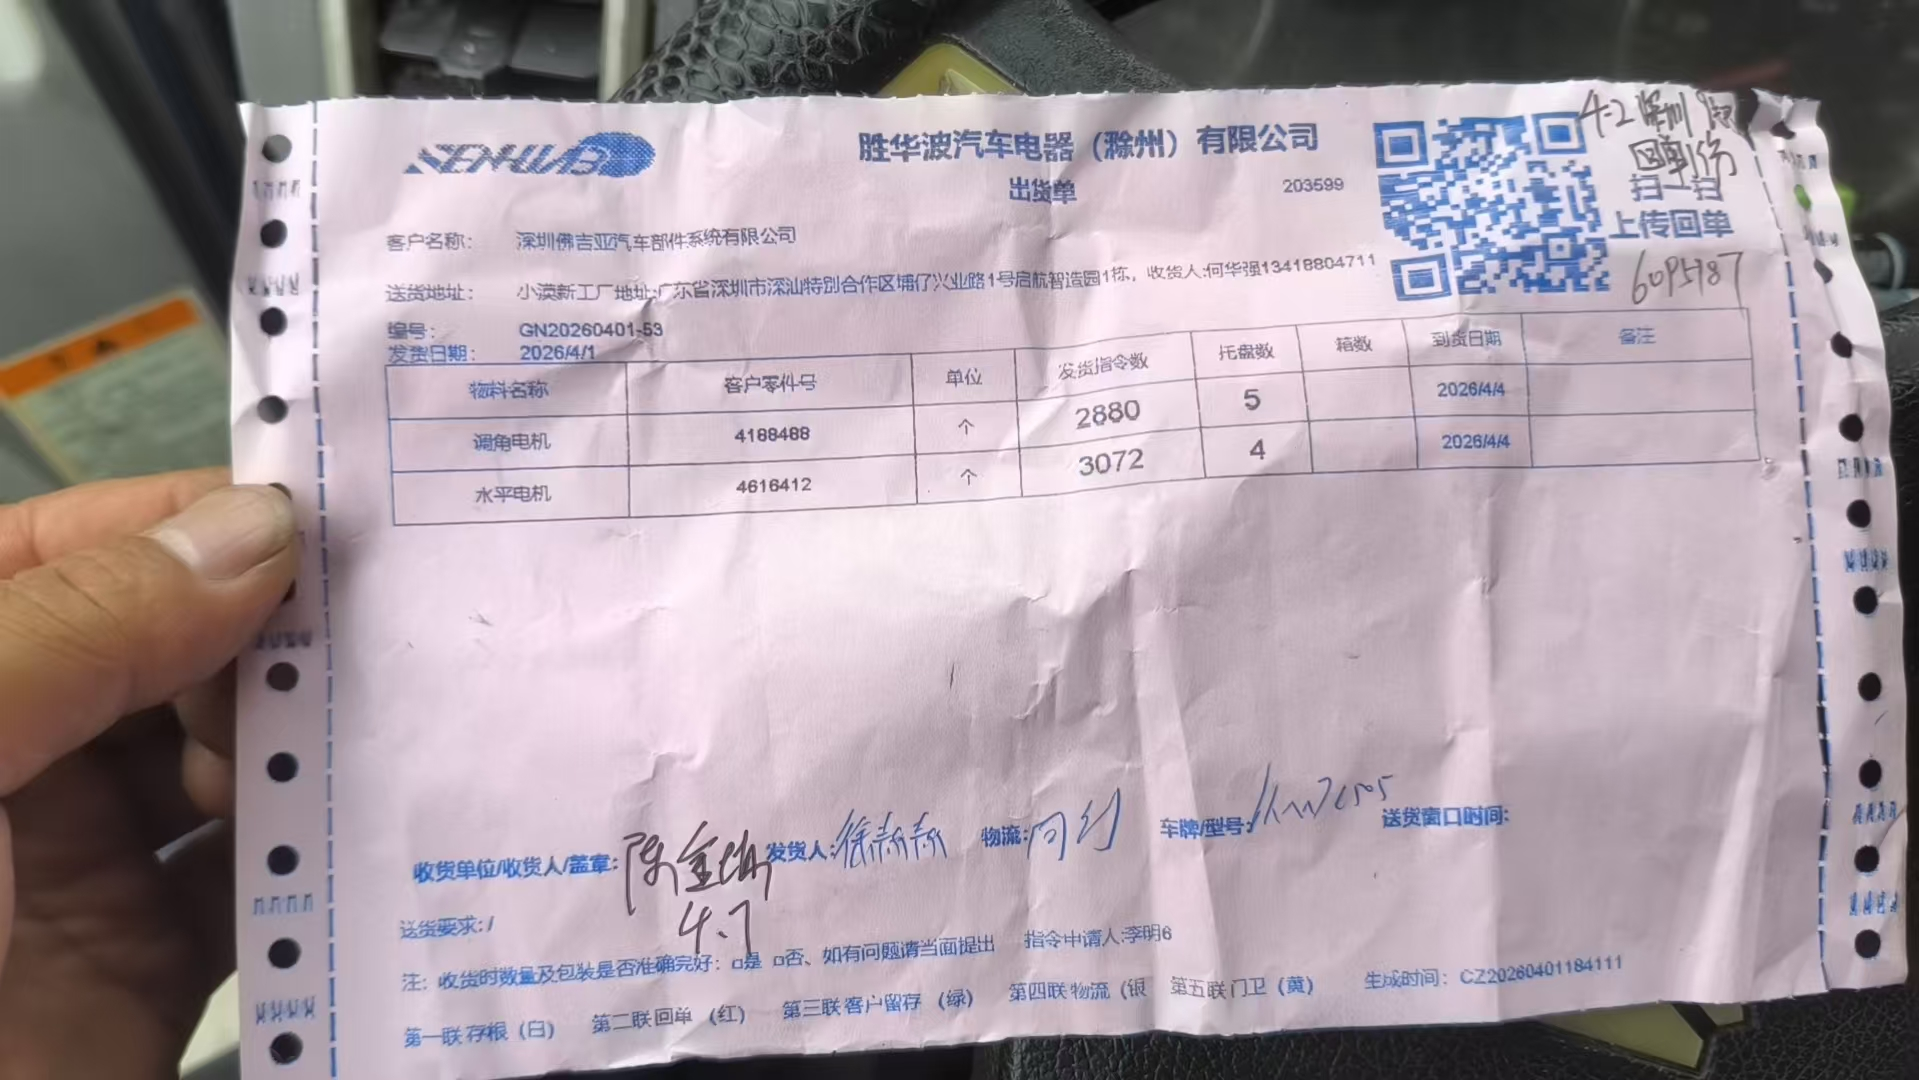 SENHWA
胜华波汽车电器（滁州）有限公司
出货单
203599
4-2 深圳 9托
回单1份
扫一扫
上传回单
6095187
客户名称： 深圳佛吉亚汽车部件系统有限公司
送货地址： 小漠新工厂地址:广东省深圳市深汕特别合作区埔仔兴业路1号启航智造园1栋，收货人:何华强13418804711
编号： GN20260401-53
发货日期： 2026/4/1
物料名称 客户零件号 单位 发货指令数 托盘数 箱数 到货日期 备注
调角电机 4188488 个 2880 5 2026/4/4
水平电机 4616412 个 3072 4 2026/4/4
收货单位/收货人/盖章: 发货人: 物流: 车牌/型号: 送货窗口时间:
4.7
送货要求: /
注：收货时数量及包装是否准确完好：□是 □否、如有问题请当面提出 指令申请人:李明6
第一联存根（白） 第二联回单（红） 第三联客户留存（绿） 第四联物流（银 第五联门卫（黄） 生成时间：CZ20260401184111